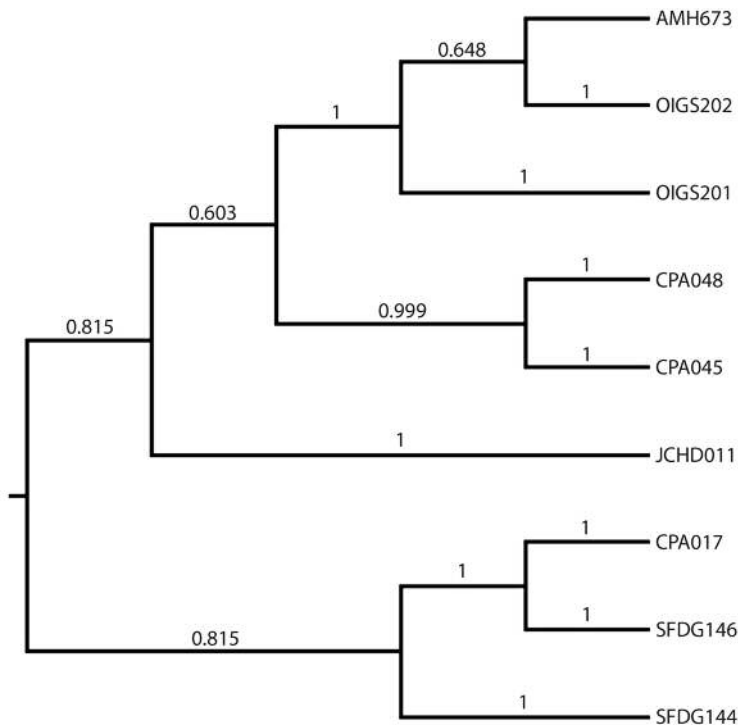 AMH673
0.648
1
OIGS202
1
1
OIGS201
0.603
1
CPA048
0.999
0.815
1
CPA045
1
JCHD011
1
CPA017
1
1
SFDG146
0.815
1
SFDG144